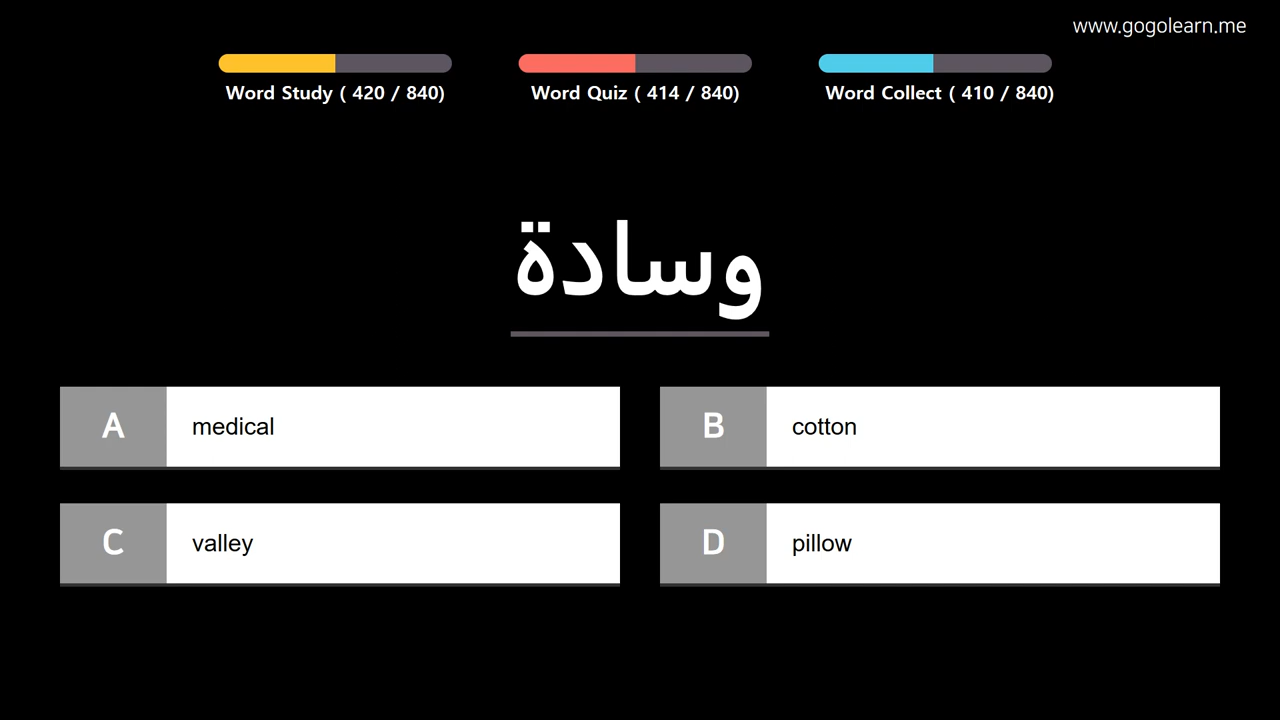 www.gogolearn.me
Word Study ( 420 / 840)
Word Quiz ( 414 / 840)
Word Collect ( 410 / 840)
وسادة
A medical
B cotton
C valley
D pillow